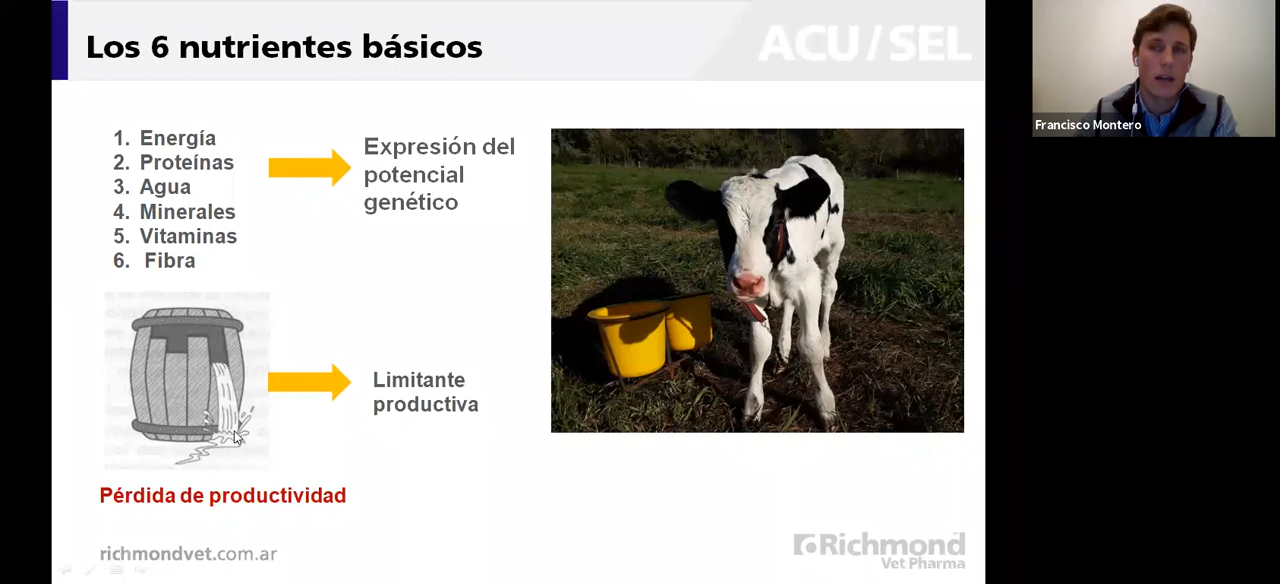 Los 6 nutrientes básicos
ACU/SEL
1. Energía
2. Proteínas
3. Agua
4. Minerales
5. Vitaminas
6. Fibra
Expresión del
potencial
genético
Limitante
productiva
Pérdida de productividad
richmondvet.com.ar
Richmond
Vet Pharma
Francisco Montero